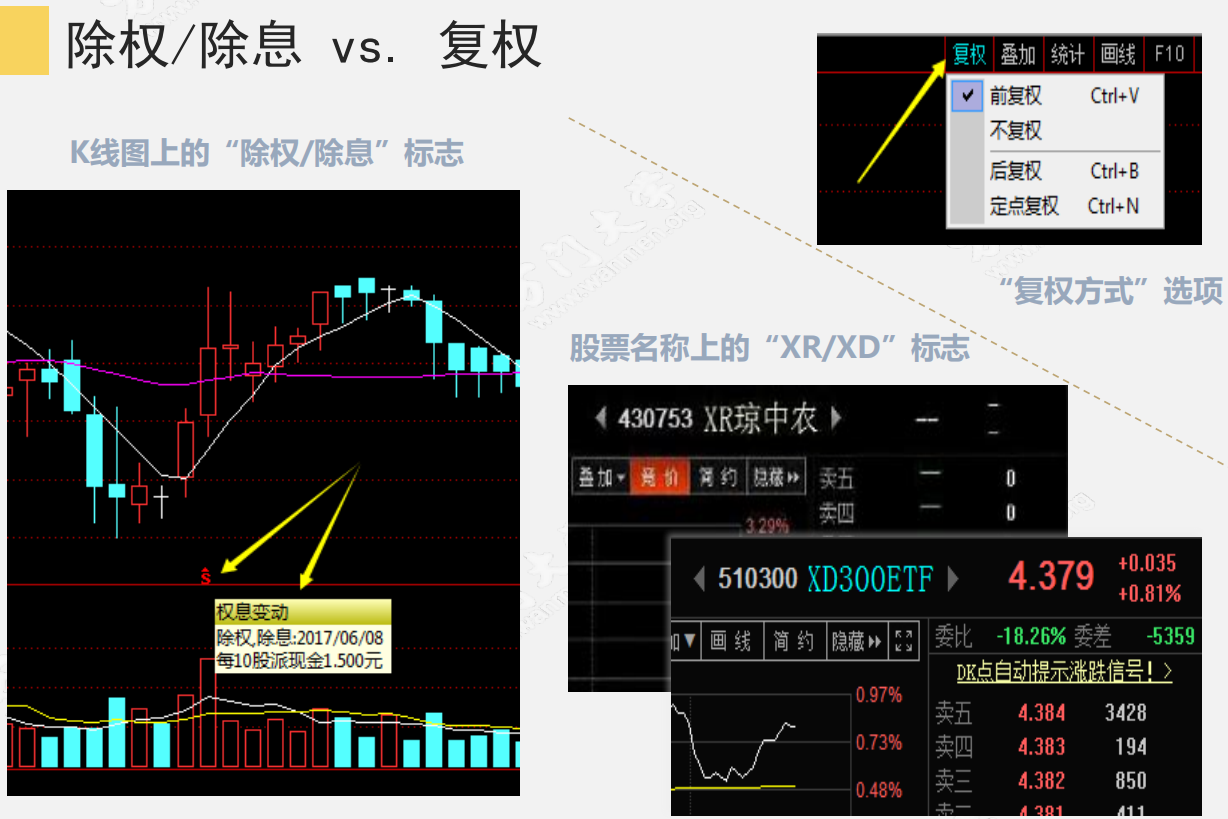 除权/除息 vs. 复权
K线图上的“除权/除息”标志
ŝ
权息变动
除权,除息:2017/06/08
每10股派现金1.500元
复权 叠加 统计 画线 F10
✓ 前复权 Ctrl+V
不复权
后复权 Ctrl+B
定点复权 Ctrl+N
“复权方式”选项
股票名称上的“XR/XD”标志
430753 XR琼中农 --
叠加 竞价 简约 隐藏
卖五 — 0
卖四 — 0
3.29%
510300 XD300ETF 4.379 +0.035
+0.81%
加 画线 简约 隐藏
委比 -18.26% 委差 -5359
DK点自动提示涨跌信号! >
0.97%
0.73%
0.48%
卖五 4.384 3428
卖四 4.383 194
卖三 4.382 850
卖二 4.381 411
www.wanmen.org